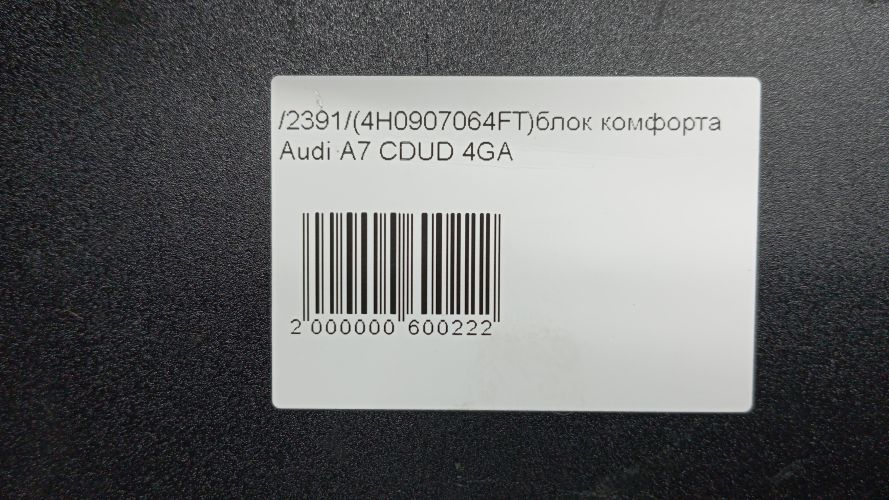 /2391/(4H0907064FT)блок комфорта
Audi A7 CDUD 4GA
2 000000 600222